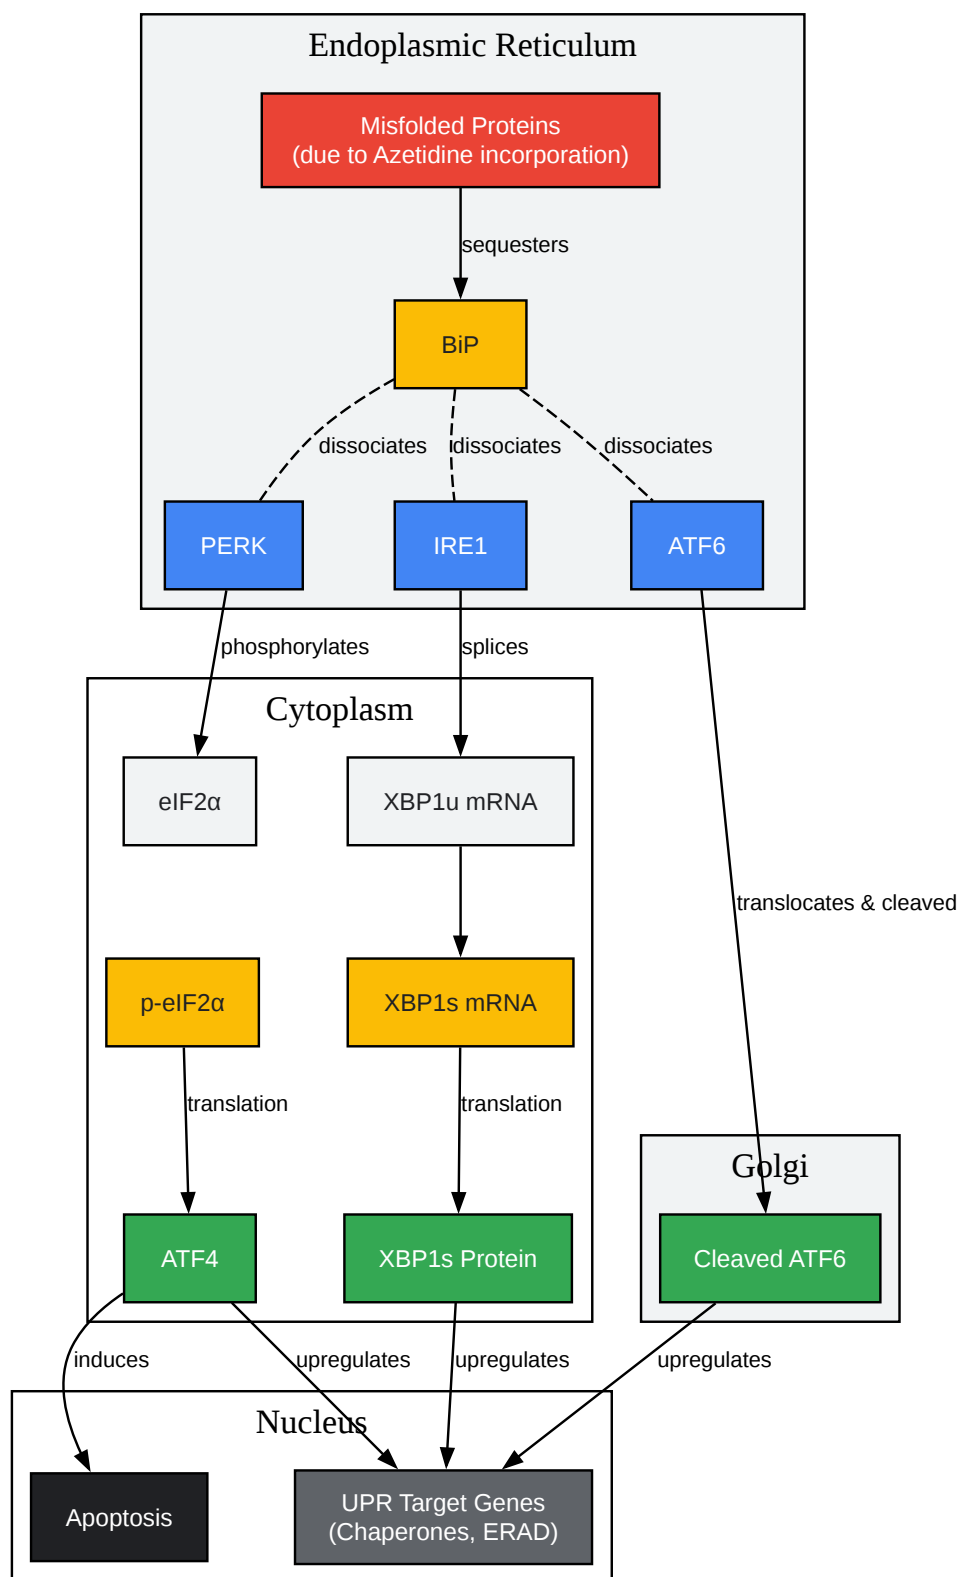 Endoplasmic Reticulum
Misfolded Proteins
(due to Azetidine incorporation)
sequesters
BiP
dissociates
dissociates
dissociates
PERK
IRE1
ATF6
phosphorylates
splices
Cytoplasm
eIF2α
XBP1u mRNA
translocates & cleaved
p-eIF2α
XBP1s mRNA
translation
translation
Golgi
ATF4
XBP1s Protein
Cleaved ATF6
induces
upregulates
upregulates
upregulates
Nucleus
Apoptosis
UPR Target Genes
(Chaperones, ERAD)